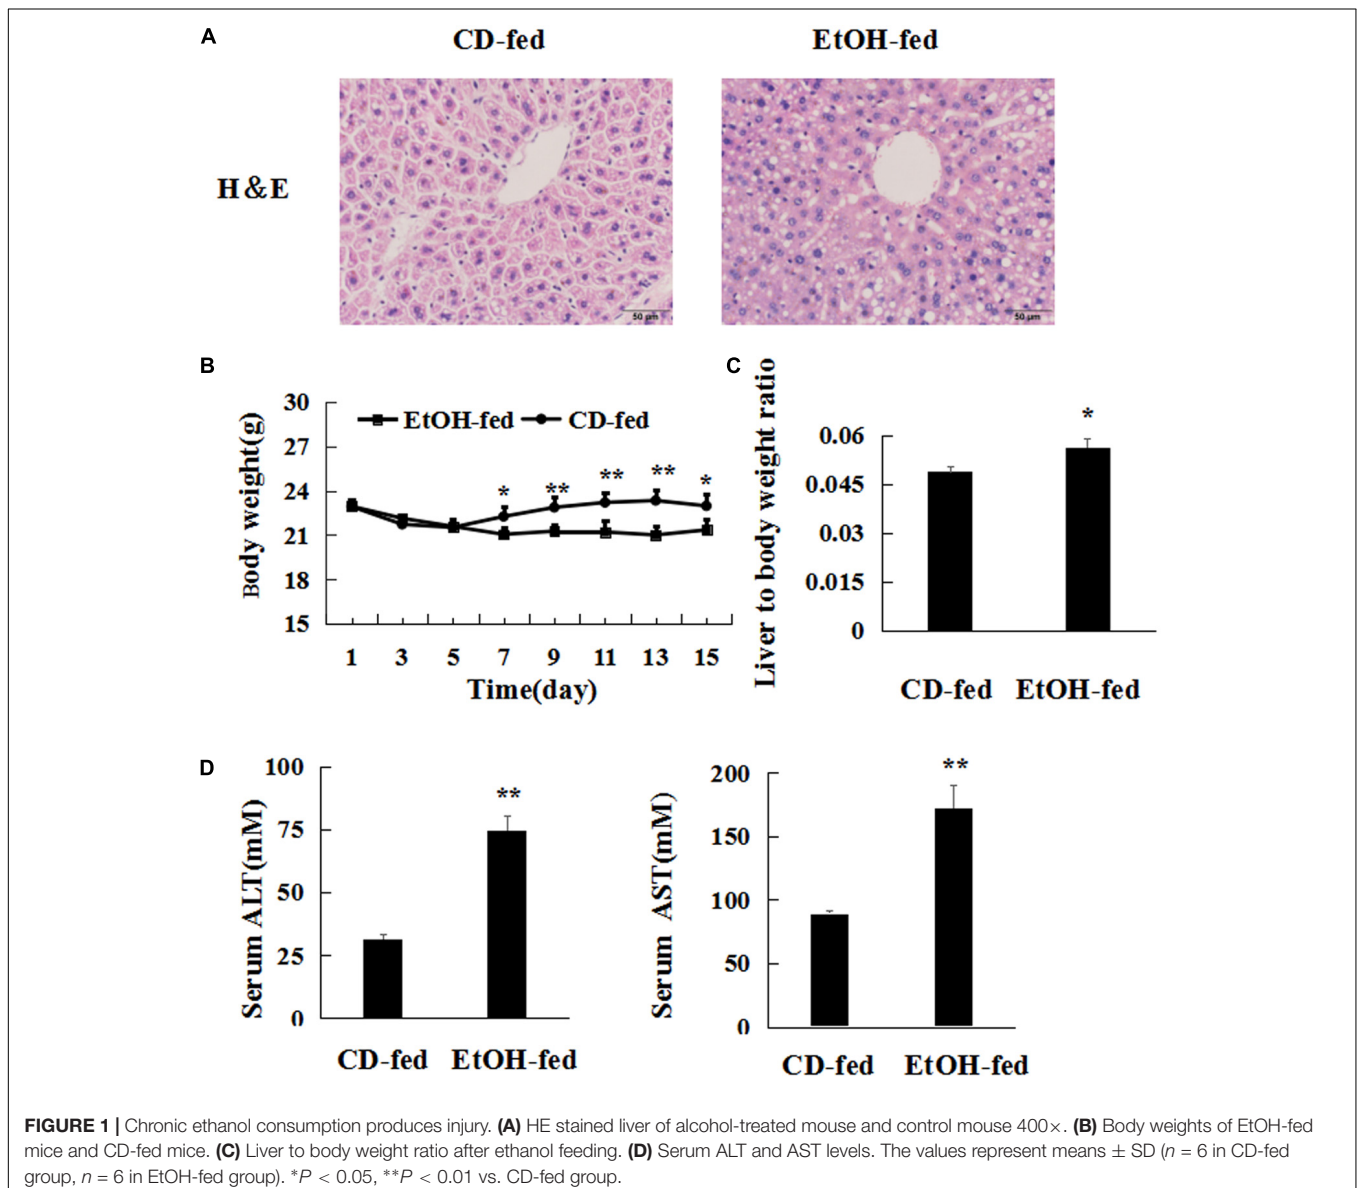 A
CD-fed
EtOH-fed
H&E
50 µm
50 µm
B
30
27
24
21
18
15
Body weight(g)
EtOH-fed
CD-fed
*
**
**
**
*
1 3 5 7 9 11 13 15
Time(day)
C
Liver to body weight ratio
0.06
0.045
0.03
0.015
0
*
CD-fed
EtOH-fed
D
Serum ALT(mM)
100
75
50
25
0
**
CD-fed
EtOH-fed
Serum AST(mM)
200
150
100
50
0
**
CD-fed
EtOH-fed
FIGURE 1 | Chronic ethanol consumption produces injury. (A) HE stained liver of alcohol-treated mouse and control mouse 400×. (B) Body weights of EtOH-fed
mice and CD-fed mice. (C) Liver to body weight ratio after ethanol feeding. (D) Serum ALT and AST levels. The values represent means ± SD (n = 6 in CD-fed
group, n = 6 in EtOH-fed group). *P < 0.05, **P < 0.01 vs. CD-fed group.